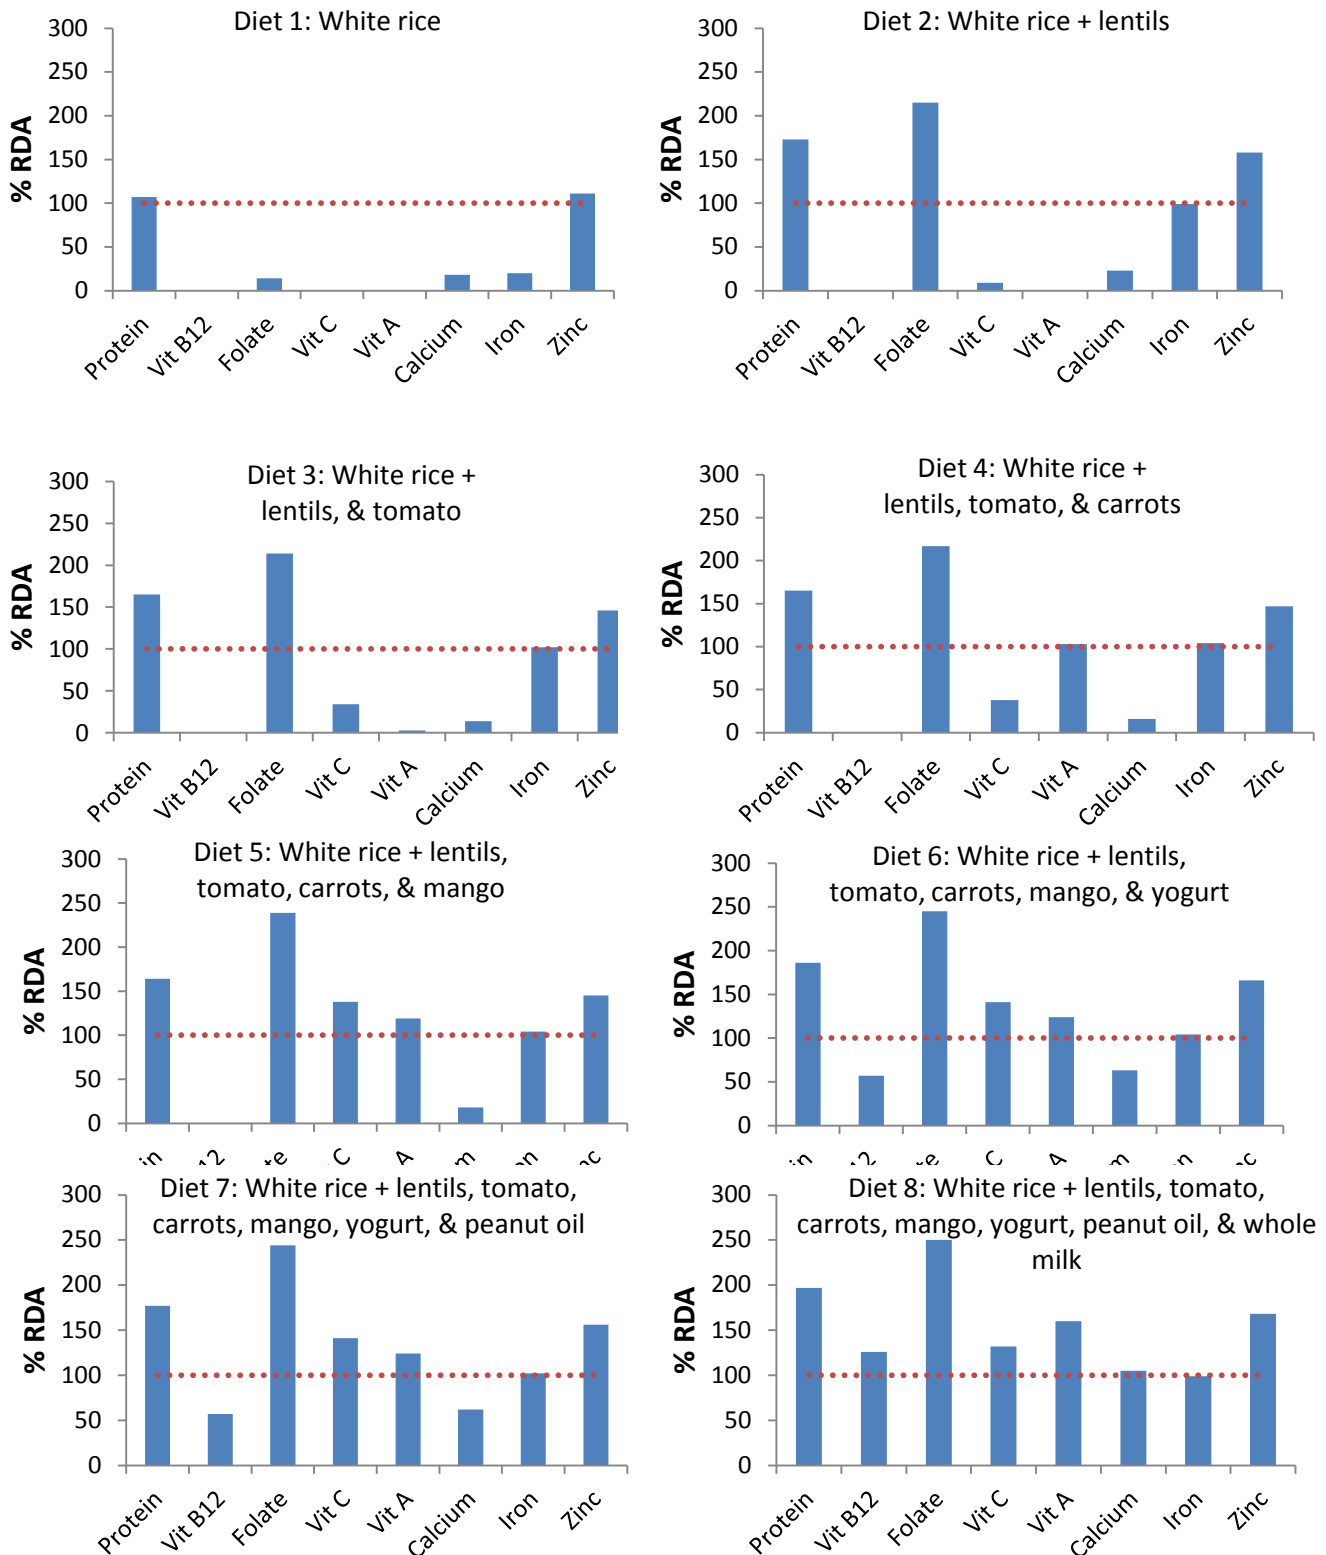 Diet 1: White rice
% RDA
300
250
200
150
100
50
0
Protein
Vit B12
Folate
Vit C
Vit A
Calcium
Iron
Zinc
Diet 2: White rice + lentils
% RDA
300
250
200
150
100
50
0
Protein
Vit B12
Folate
Vit C
Vit A
Calcium
Iron
Zinc
Diet 3: White rice +
lentils, & tomato
% RDA
300
250
200
150
100
50
0
Protein
Vit B12
Folate
Vit C
Vit A
Calcium
Iron
Zinc
Diet 4: White rice +
lentils, tomato, & carrots
% RDA
300
250
200
150
100
50
0
Protein
Vit B12
Folate
Vit C
Vit A
Calcium
Iron
Zinc
Diet 5: White rice + lentils,
tomato, carrots, & mango
% RDA
300
250
200
150
100
50
0
Diet 6: White rice + lentils,
tomato, carrots, mango, & yogurt
% RDA
300
250
200
150
100
50
0
Diet 7: White rice + lentils, tomato,
carrots, mango, yogurt, & peanut oil
% RDA
300
250
200
150
100
50
0
Protein
Vit B12
Folate
Vit C
Vit A
Calcium
Iron
Zinc
Diet 8: White rice + lentils, tomato,
carrots, mango, yogurt, peanut oil, & whole
milk
% RDA
300
250
200
150
100
50
0
Protein
Vit B12
Folate
Vit C
Vit A
Calcium
Iron
Zinc